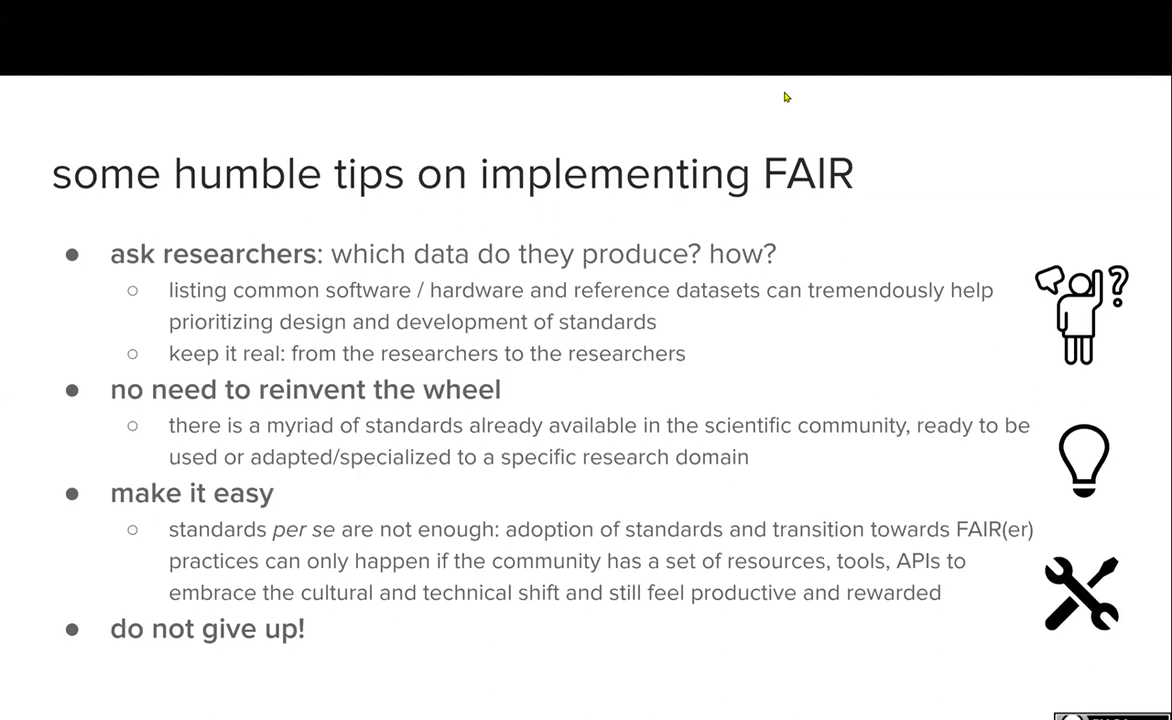 some humble tips on implementing FAIR
● ask researchers: which data do they produce? how?
○ listing common software / hardware and reference datasets can tremendously help
prioritizing design and development of standards
○ keep it real: from the researchers to the researchers
● no need to reinvent the wheel
○ there is a myriad of standards already available in the scientific community, ready to be
used or adapted/specialized to a specific research domain
● make it easy
○ standards per se are not enough: adoption of standards and transition towards FAIR(er)
practices can only happen if the community has a set of resources, tools, APIs to
embrace the cultural and technical shift and still feel productive and rewarded
● do not give up!
?